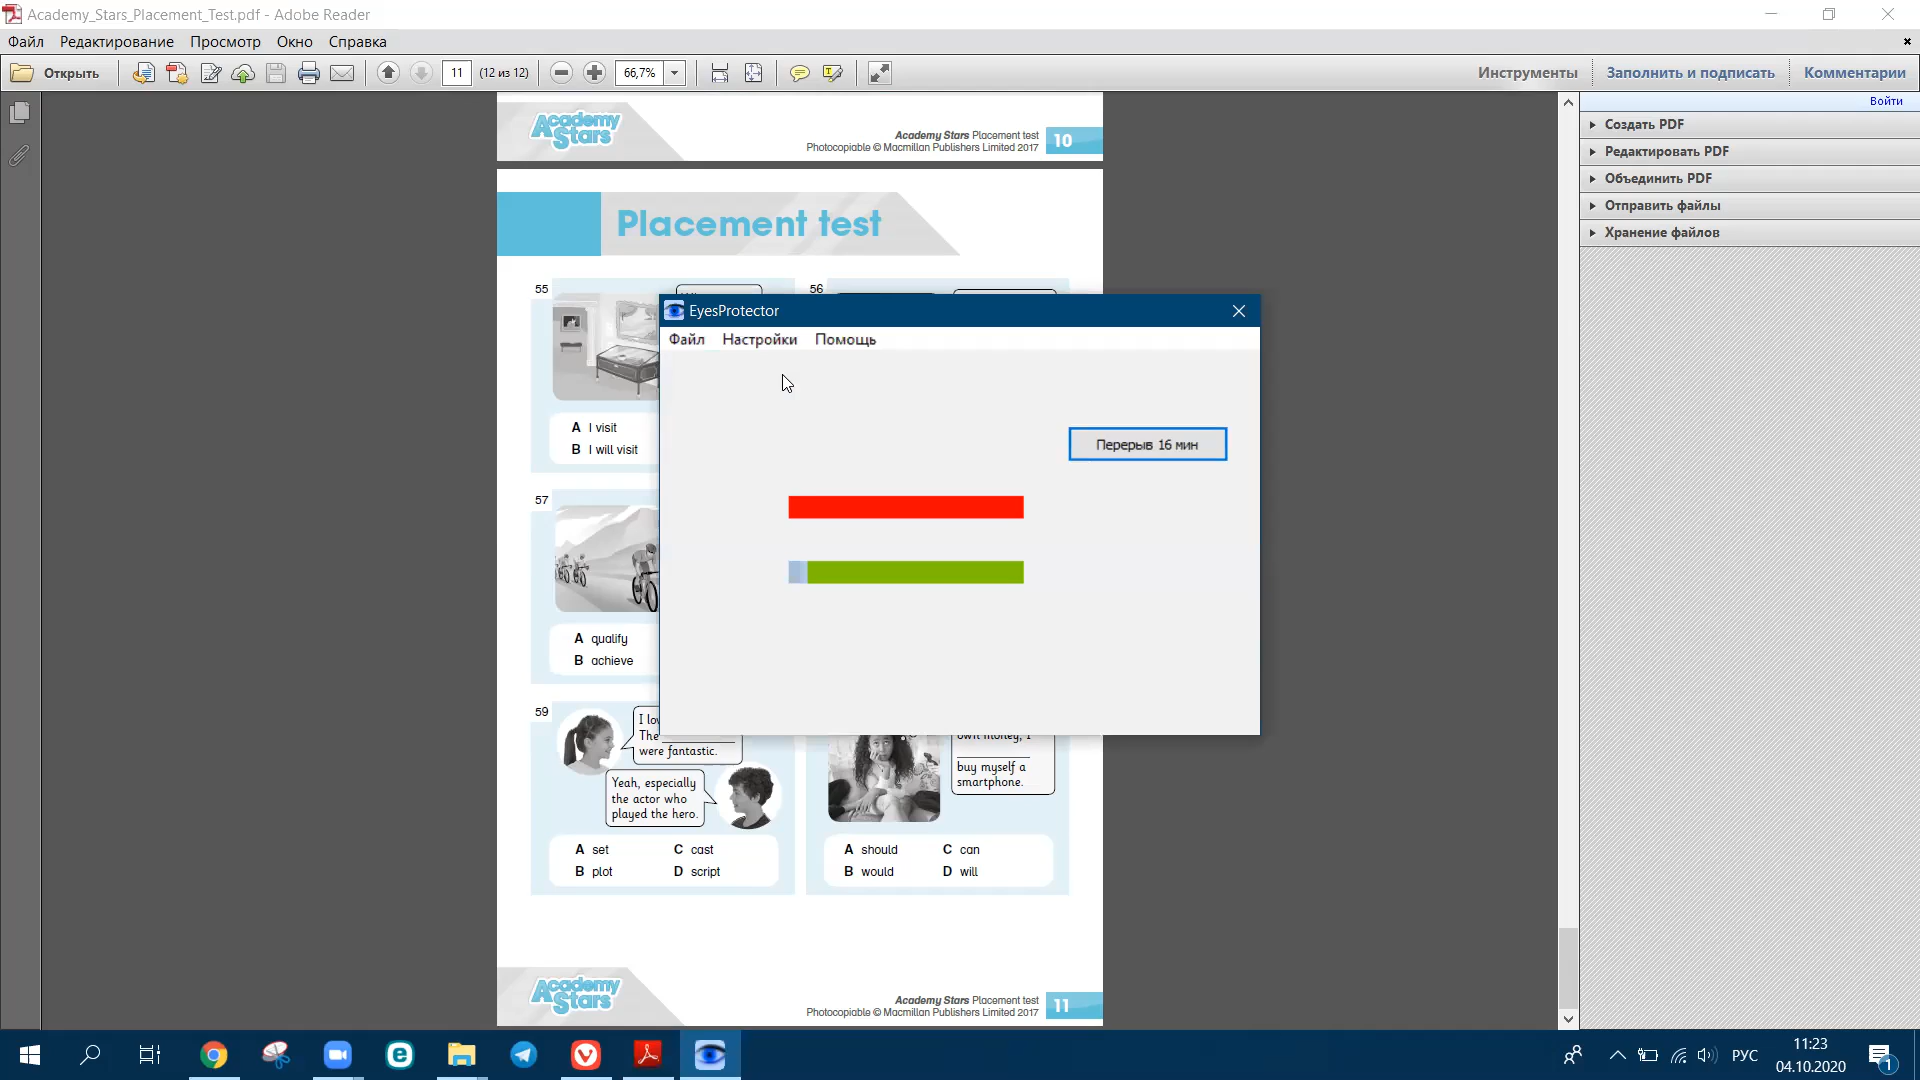 Academy_Stars_Placement_Test.pdf - Adobe Reader
Файл Редактирование Просмотр Окно Справка
Открыть 11 (12 из 12) 66,7% Инструменты Заполнить и подписать Комментарии
Войти
Создать PDF
Редактировать PDF
Объединить PDF
Отправить файлы
Хранение файлов
Academy Stars
Academy Stars Placement test
Photocopiable © Macmillan Publishers Limited 2017
10
Placement test
55
A I visit
B I will visit
56
57
A qualify
B achieve
EyesProtector
Файл Настройки Помощь
Перерыв 16 мин
59
The
were fantastic.
Yeah, especially
the actor who
played the hero.
A set C cast
B plot D script
own money, I
buy myself a
smartphone.
A should C can
B would D will
Academy Stars
Academy Stars Placement test
Photocopiable © Macmillan Publishers Limited 2017
11
РУС
11:23
04.10.2020
1